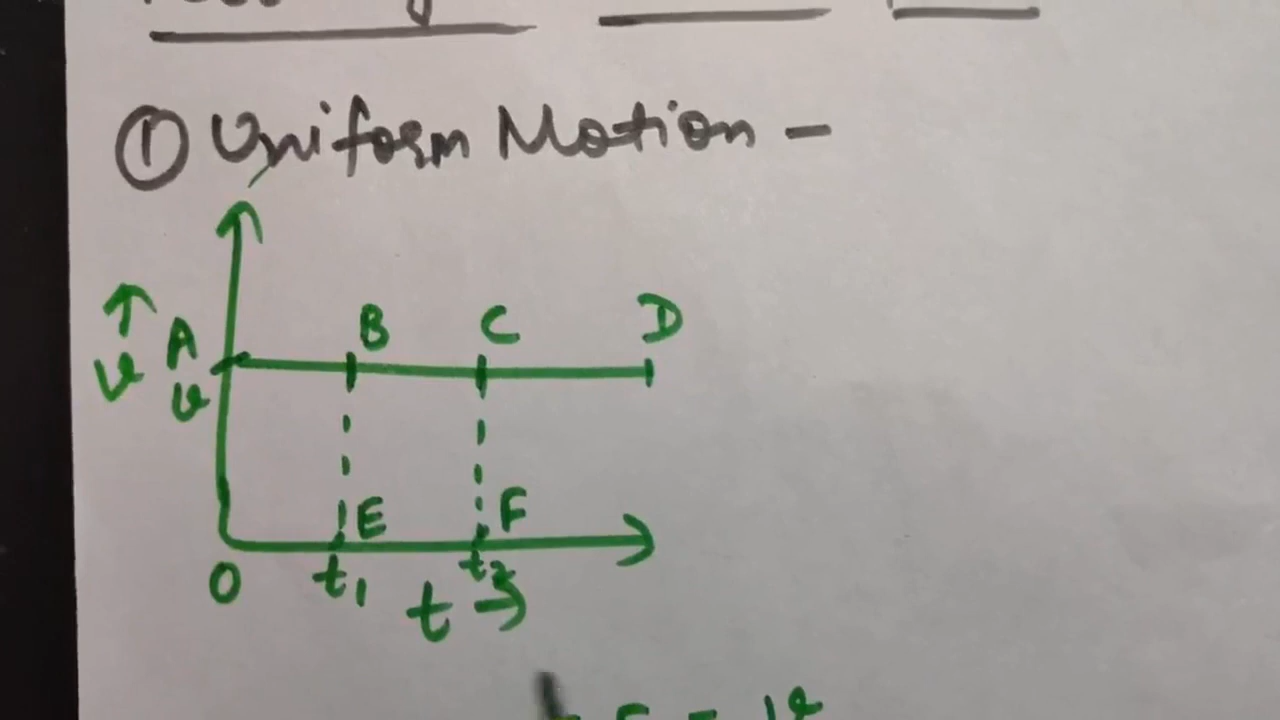 ① Uniform Motion -
↑
B C D
A
v v
E F
O t₁ t₂
t →